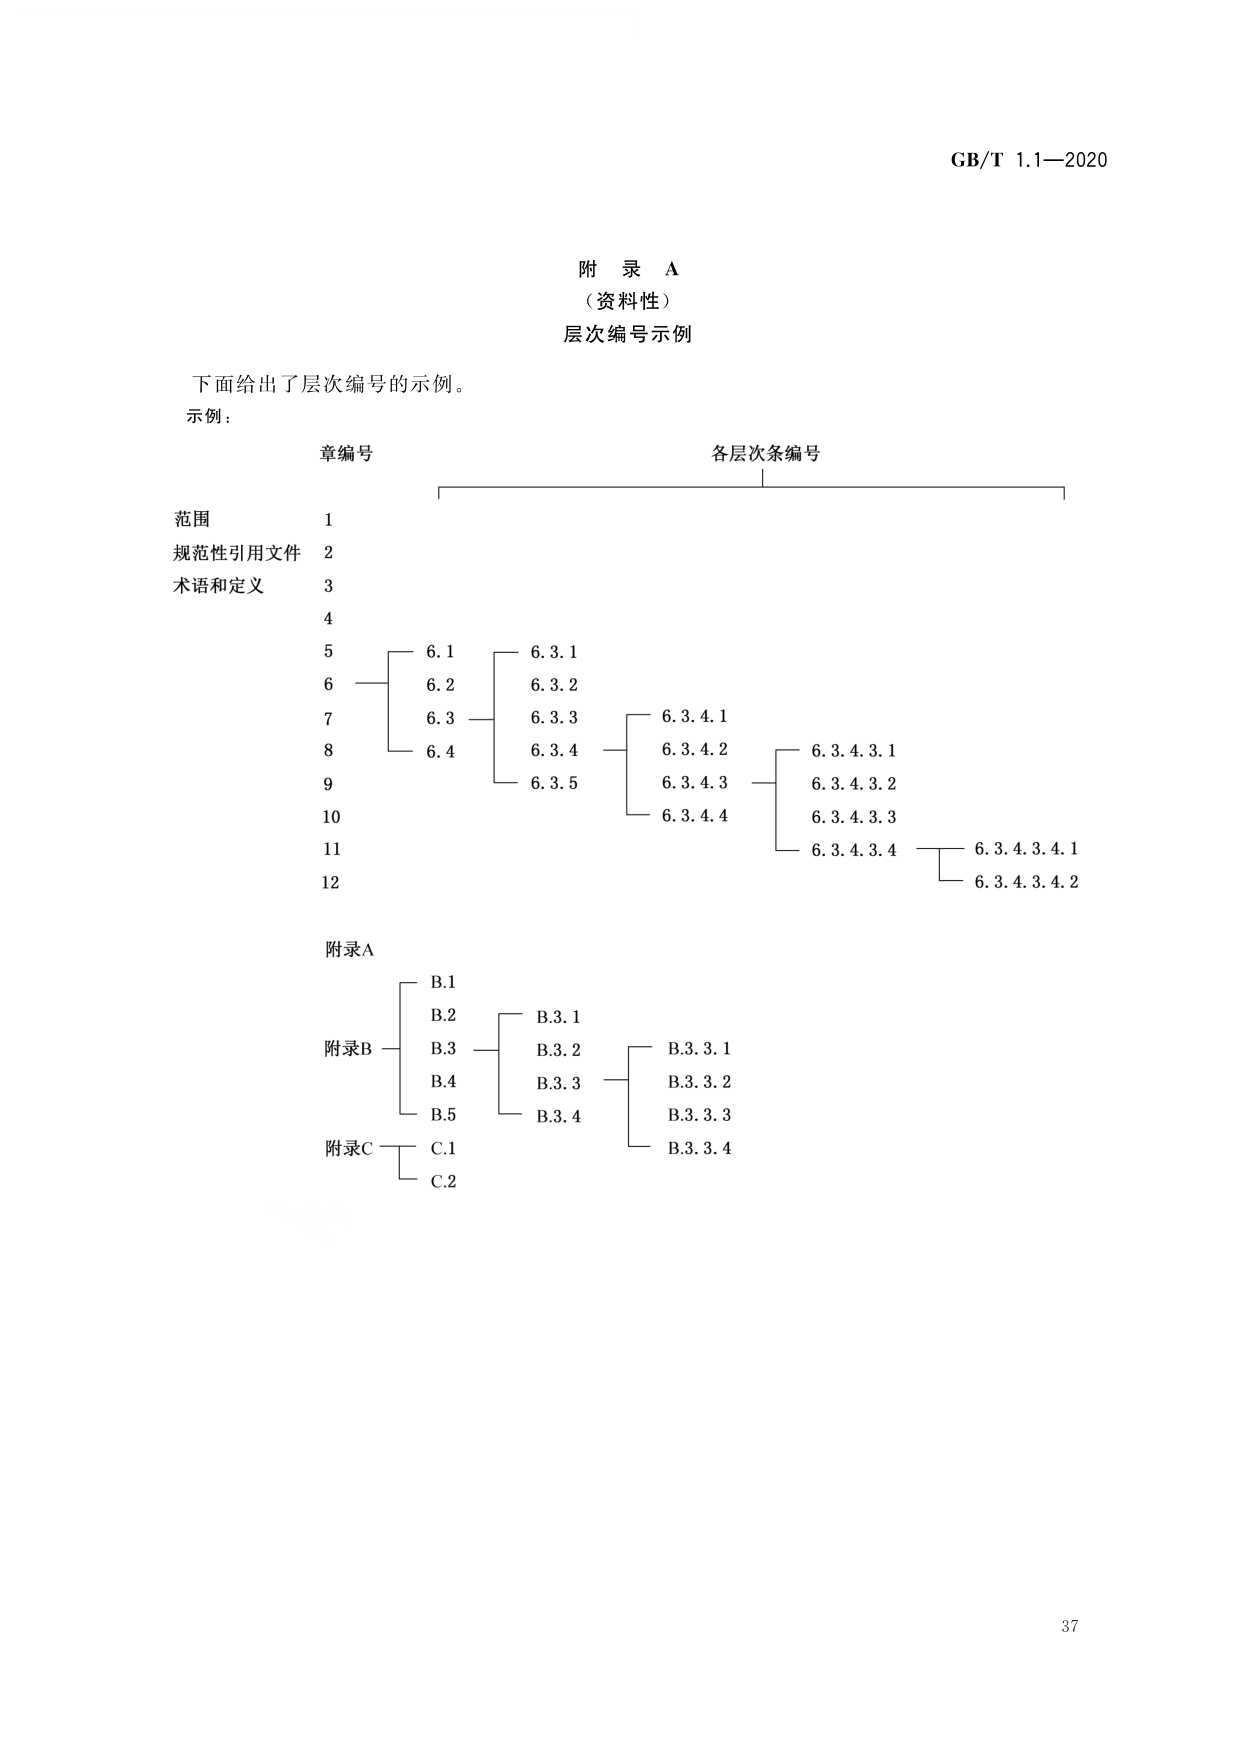 GB/T 1.1—2020
附 录 A
（资料性）
层次编号示例
下面给出了层次编号的示例。
示例：
章编号 各层次条编号
范围 1
规范性引用文件 2
术语和定义 3
4
5 6.1 6.3.1
6 6.2 6.3.2
7 6.3 6.3.3 6.3.4.1
8 6.4 6.3.4 6.3.4.2 6.3.4.3.1
9 6.3.5 6.3.4.3 6.3.4.3.2
10 6.3.4.4 6.3.4.3.3
11 6.3.4.3.4 6.3.4.3.4.1
12 6.3.4.3.4.2
附录A
B.1
B.2 B.3.1
附录B B.3 B.3.2 B.3.3.1
B.4 B.3.3 B.3.3.2
B.5 B.3.4 B.3.3.3
附录C C.1 B.3.3.4
C.2
37